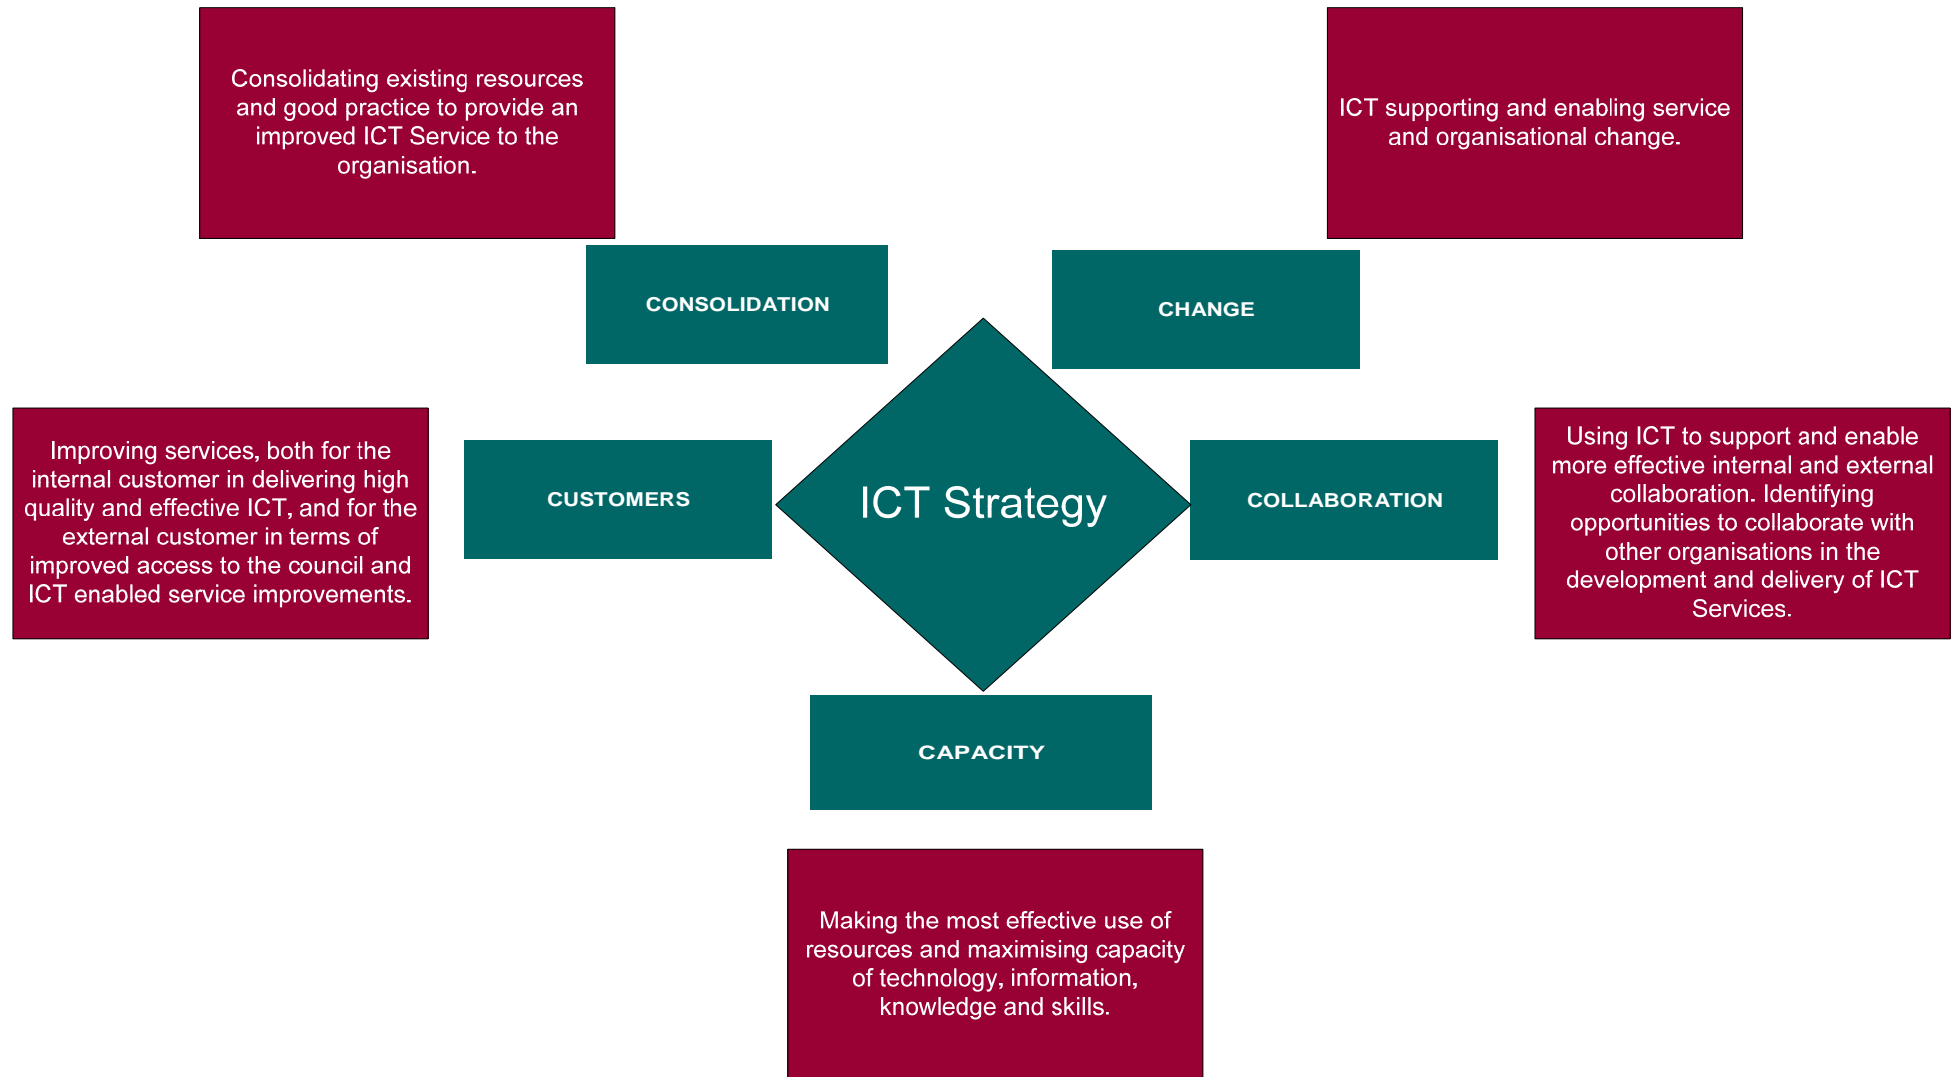 Consolidating existing resources
and good practice to provide an
improved ICT Service to the
organisation.
ICT supporting and enabling service
and organisational change.
CONSOLIDATION
CHANGE
Improving services, both for the
internal customer in delivering high
quality and effective ICT, and for the
external customer in terms of
improved access to the council and
ICT enabled service improvements.
CUSTOMERS
ICT Strategy
COLLABORATION
Using ICT to support and enable
more effective internal and external
collaboration. Identifying
opportunities to collaborate with
other organisations in the
development and delivery of ICT
Services.
CAPACITY
Making the most effective use of
resources and maximising capacity
of technology, information,
knowledge and skills.